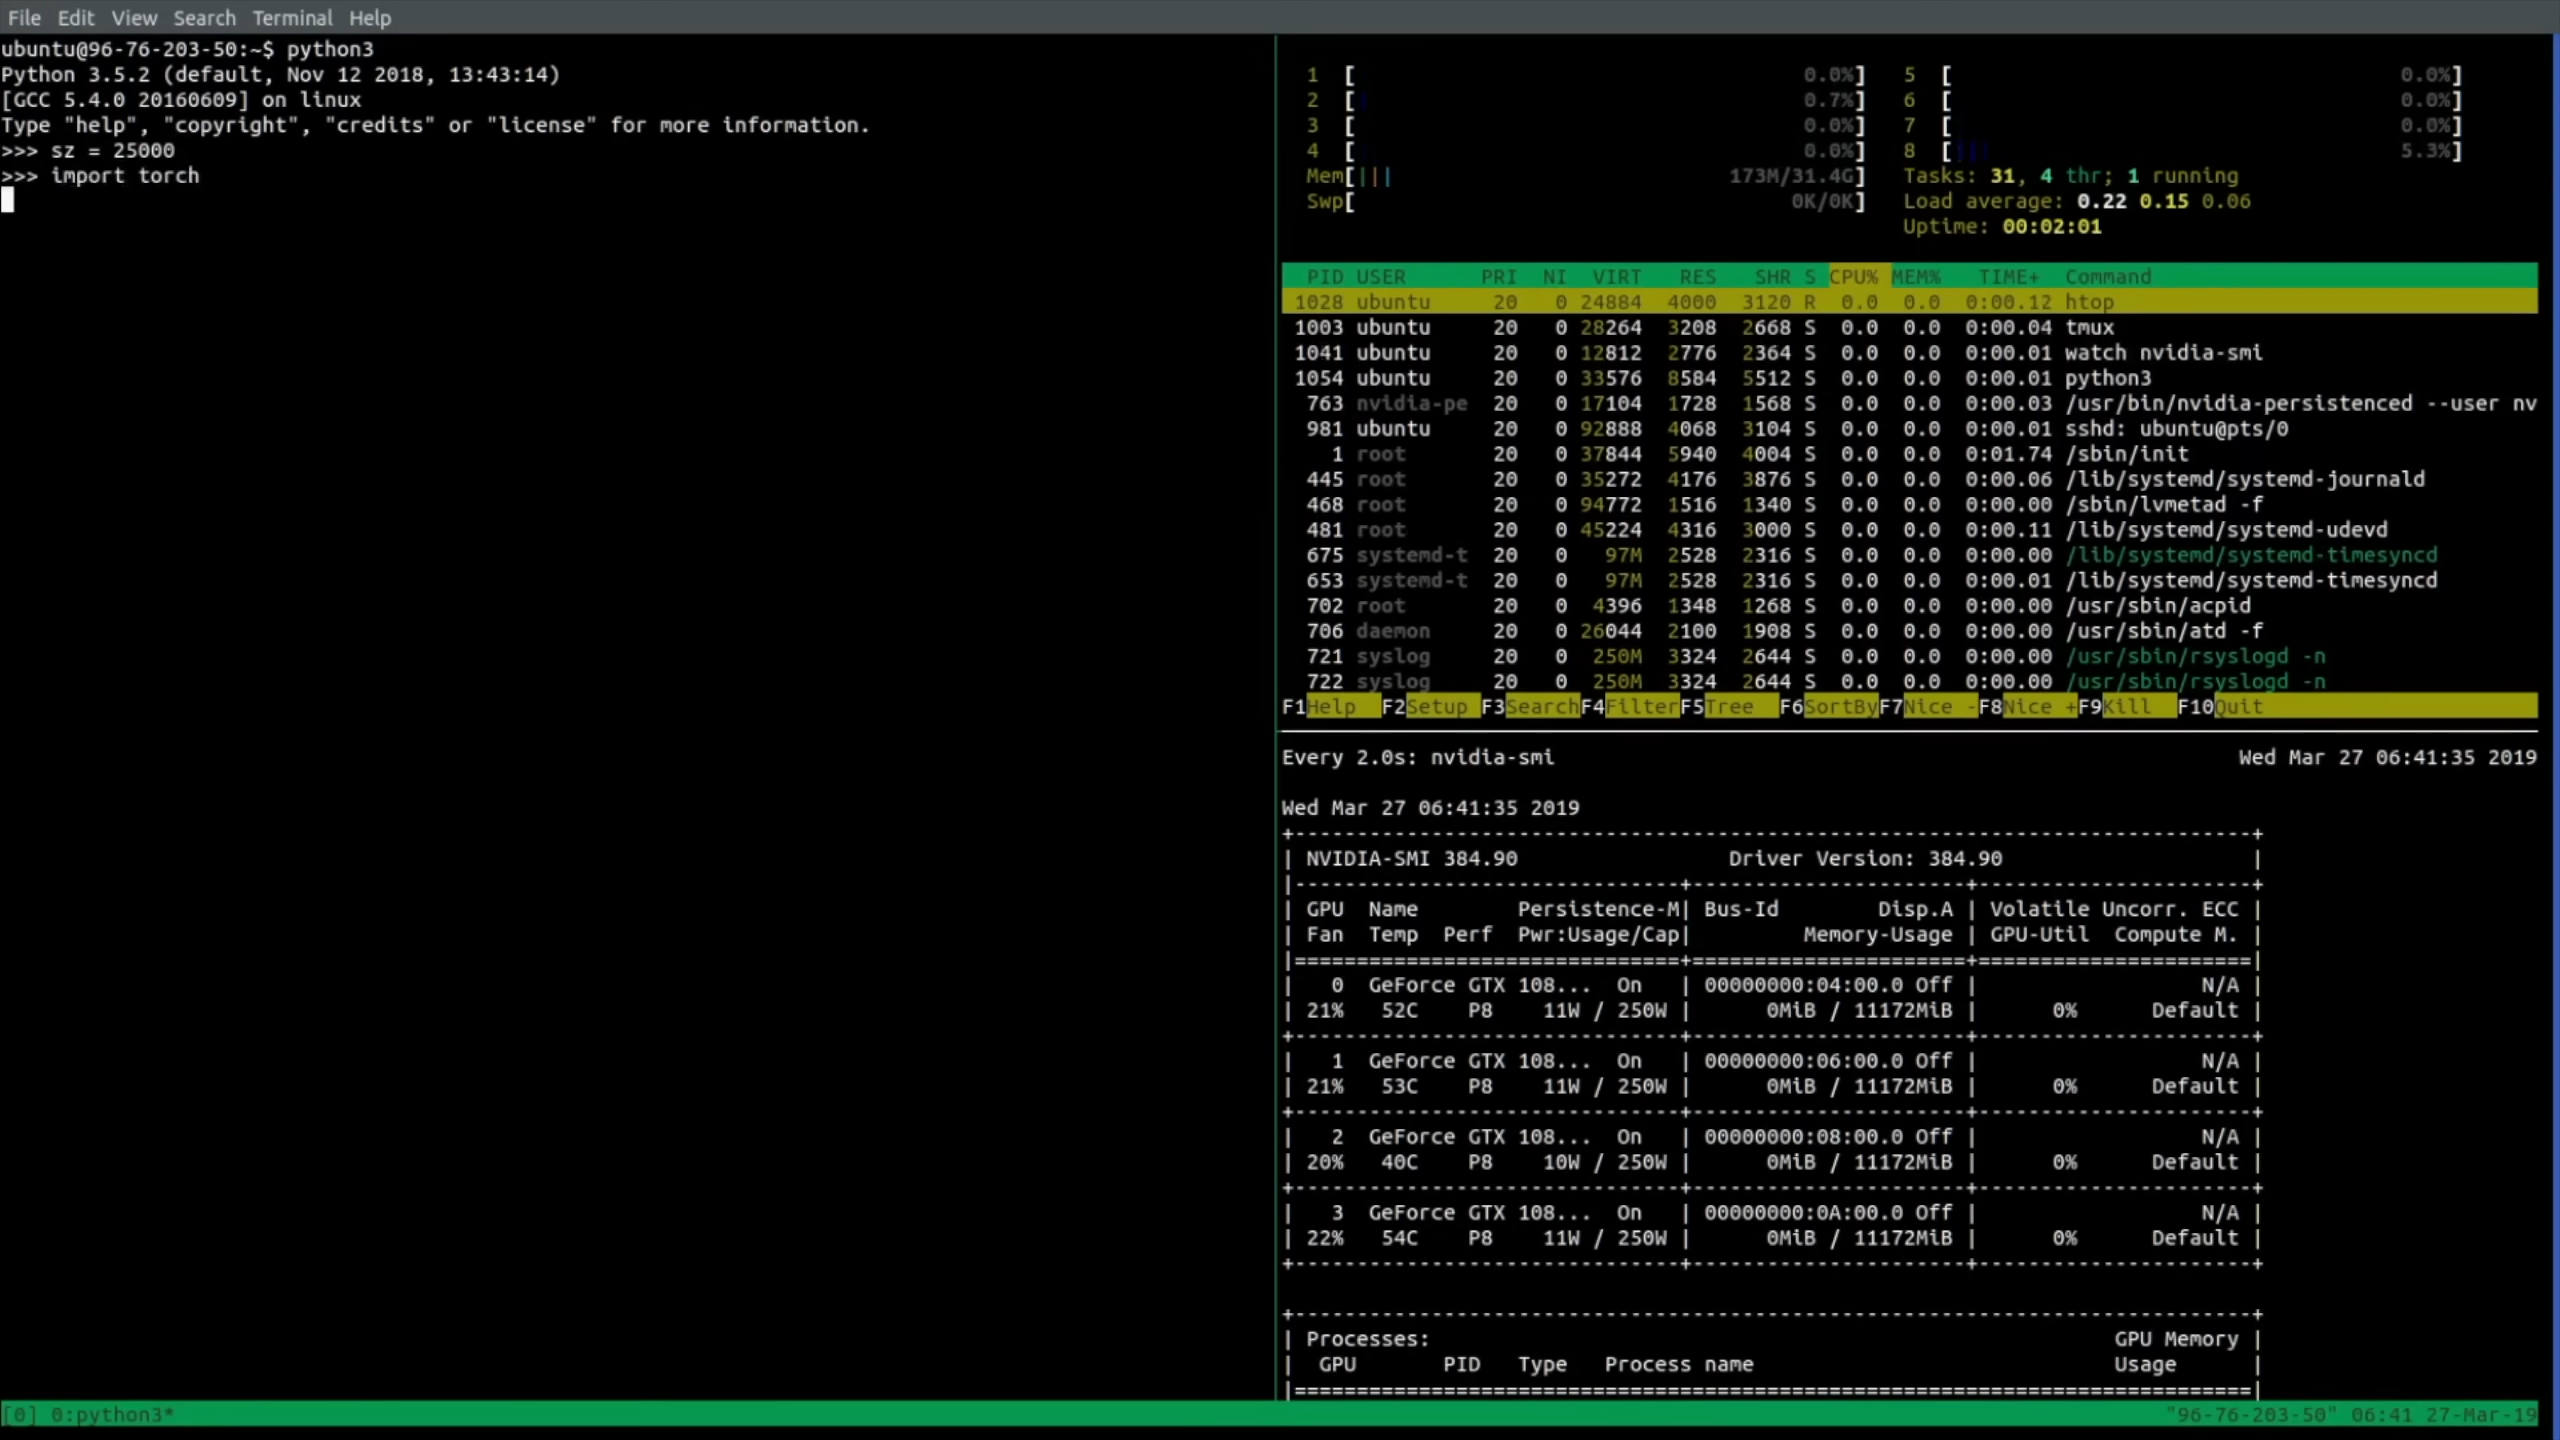 File Edit View Search Terminal Help
ubuntu@96-76-203-50:~$ python3
Python 3.5.2 (default, Nov 12 2018, 13:43:14)
[GCC 5.4.0 20160609] on linux
Type "help", "copyright", "credits" or "license" for more information.
>>> sz = 25000
>>> import torch
1 [ 0.0%] 5 [ 0.0%]
2 [ 0.7%] 6 [ 0.0%]
3 [ 0.0%] 7 [ 0.0%]
4 [ 0.0%] 8 [||| 5.3%]
Mem[||| 173M/31.4G] Tasks: 31, 4 thr; 1 running
Swp[ 0K/0K] Load average: 0.22 0.15 0.06
Uptime: 00:02:01
PID USER PRI NI VIRT RES SHR S CPU% MEM% TIME+ Command
1028 ubuntu 20 0 24884 4000 3120 R 0.0 0.0 0:00.12 htop
1003 ubuntu 20 0 28264 3208 2668 S 0.0 0.0 0:00.04 tmux
1041 ubuntu 20 0 12812 2776 2364 S 0.0 0.0 0:00.01 watch nvidia-smi
1054 ubuntu 20 0 33576 8584 5512 S 0.0 0.0 0:00.01 python3
763 nvidia-pe 20 0 17104 1728 1568 S 0.0 0.0 0:00.03 /usr/bin/nvidia-persistenced --user nv
981 ubuntu 20 0 92888 4068 3104 S 0.0 0.0 0:00.01 sshd: ubuntu@pts/0
1 root 20 0 37844 5940 4004 S 0.0 0.0 0:01.74 /sbin/init
445 root 20 0 35272 4176 3876 S 0.0 0.0 0:00.06 /lib/systemd/systemd-journald
468 root 20 0 94772 1516 1340 S 0.0 0.0 0:00.00 /sbin/lvmetad -f
481 root 20 0 45224 4316 3000 S 0.0 0.0 0:00.11 /lib/systemd/systemd-udevd
675 systemd-t 20 0 97M 2528 2316 S 0.0 0.0 0:00.00 /lib/systemd/systemd-timesyncd
653 systemd-t 20 0 97M 2528 2316 S 0.0 0.0 0:00.01 /lib/systemd/systemd-timesyncd
702 root 20 0 4396 1348 1268 S 0.0 0.0 0:00.00 /usr/sbin/acpid
706 daemon 20 0 26044 2100 1908 S 0.0 0.0 0:00.00 /usr/sbin/atd -f
721 syslog 20 0 250M 3324 2644 S 0.0 0.0 0:00.00 /usr/sbin/rsyslogd -n
722 syslog 20 0 250M 3324 2644 S 0.0 0.0 0:00.00 /usr/sbin/rsyslogd -n
F1Help F2Setup F3SearchF4FilterF5Tree F6SortByF7Nice -F8Nice +F9Kill F10Quit
Every 2.0s: nvidia-smi Wed Mar 27 06:41:35 2019
Wed Mar 27 06:41:35 2019
+-----------------------------------------------------------------------------+
| NVIDIA-SMI 384.90 Driver Version: 384.90 |
|-------------------------------+----------------------+----------------------+
| GPU Name Persistence-M| Bus-Id Disp.A | Volatile Uncorr. ECC |
| Fan Temp Perf Pwr:Usage/Cap| Memory-Usage | GPU-Util Compute M. |
|===============================+======================+======================|
| 0 GeForce GTX 108... On | 00000000:04:00.0 Off | N/A |
| 21% 52C P8 11W / 250W | 0MiB / 11172MiB | 0% Default |
+-------------------------------+----------------------+----------------------+
| 1 GeForce GTX 108... On | 00000000:06:00.0 Off | N/A |
| 21% 53C P8 11W / 250W | 0MiB / 11172MiB | 0% Default |
+-------------------------------+----------------------+----------------------+
| 2 GeForce GTX 108... On | 00000000:08:00.0 Off | N/A |
| 20% 40C P8 10W / 250W | 0MiB / 11172MiB | 0% Default |
+-------------------------------+----------------------+----------------------+
| 3 GeForce GTX 108... On | 00000000:0A:00.0 Off | N/A |
| 22% 54C P8 11W / 250W | 0MiB / 11172MiB | 0% Default |
+-------------------------------+----------------------+----------------------+
+-----------------------------------------------------------------------------+
| Processes: GPU Memory |
| GPU PID Type Process name Usage |
|=============================================================================|
[0] 0:python3* "96-76-203-50" 06:41 27-Mar-19